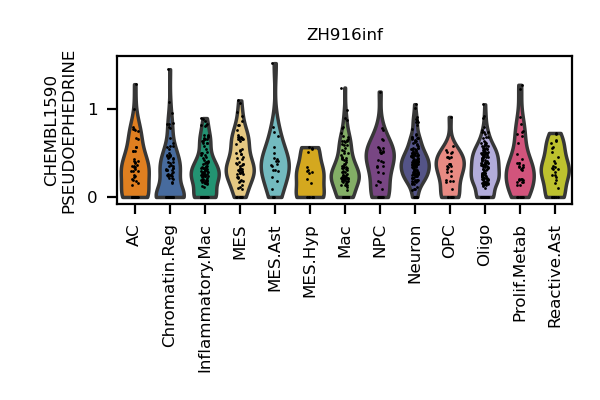 ZH916inf
CHEMBL1590
PSEUDOEPHEDRINE
1
0
AC
Chromatin.Reg
Inflammatory.Mac
MES
MES.Ast
MES.Hyp
Mac
NPC
Neuron
OPC
Oligo
Prolif.Metab
Reactive.Ast